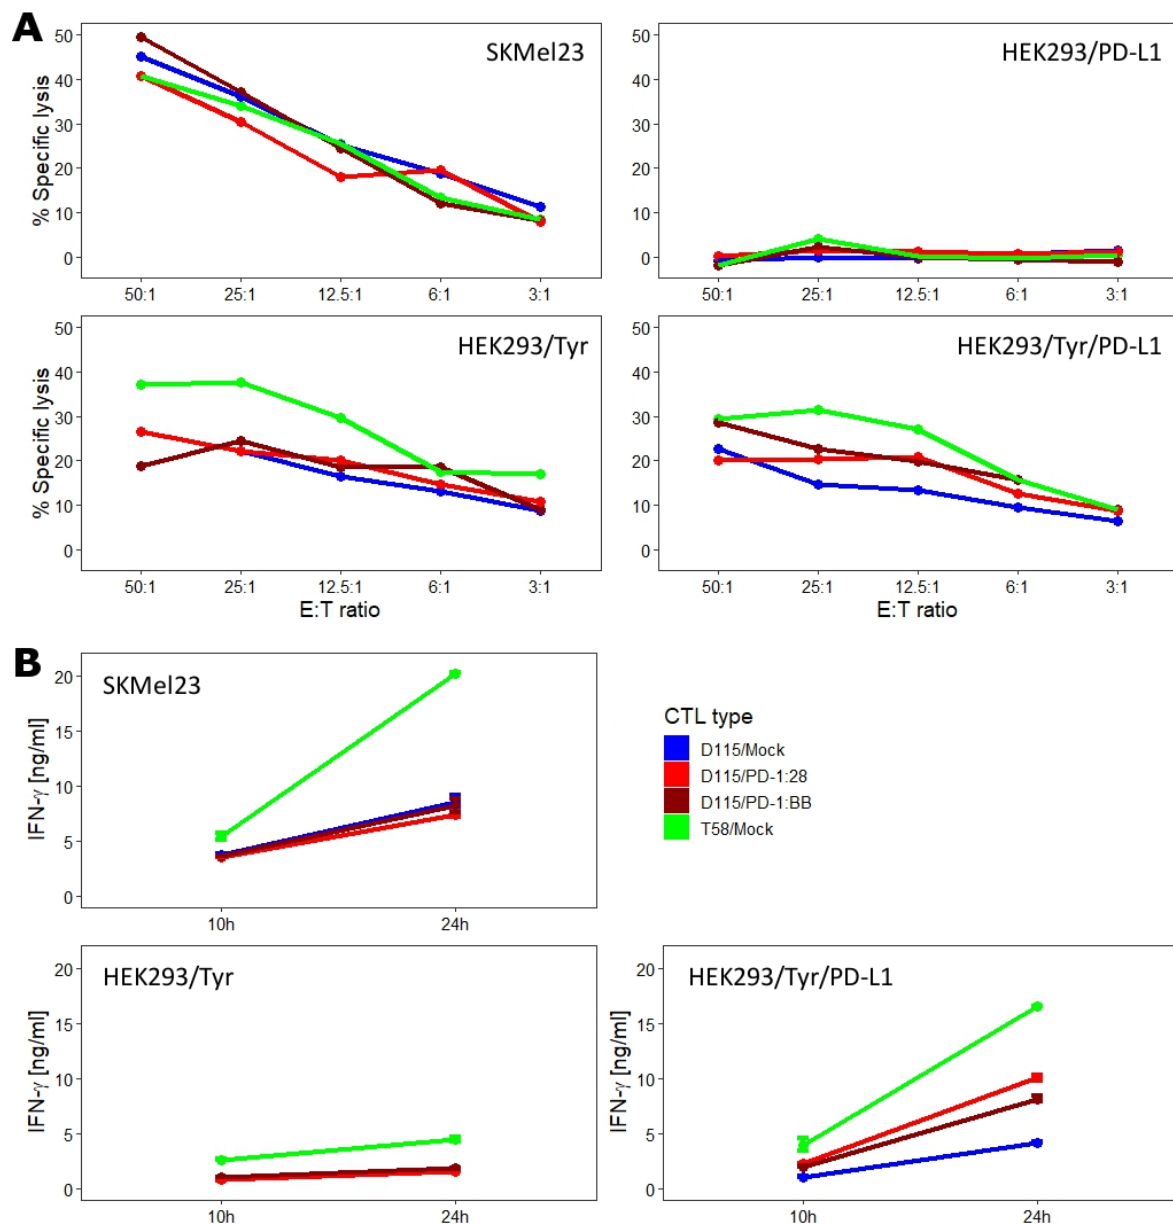 A
SKMel23
HEK293/PD-L1
% Specific lysis
50
40
30
20
10
0
50:1 25:1 12.5:1 6:1 3:1
50
40
30
20
10
0
50:1 25:1 12.5:1 6:1 3:1
HEK293/Tyr
HEK293/Tyr/PD-L1
% Specific lysis
50
40
30
20
10
0
50:1 25:1 12.5:1 6:1 3:1
E:T ratio
50
40
30
20
10
0
50:1 25:1 12.5:1 6:1 3:1
E:T ratio
B
SKMel23
IFN-γ [ng/ml]
20
15
10
5
0
10h 24h
CTL type
D115/Mock
D115/PD-1:28
D115/PD-1:BB
T58/Mock
HEK293/Tyr
IFN-γ [ng/ml]
20
15
10
5
0
10h 24h
HEK293/Tyr/PD-L1
IFN-γ [ng/ml]
20
15
10
5
0
10h 24h